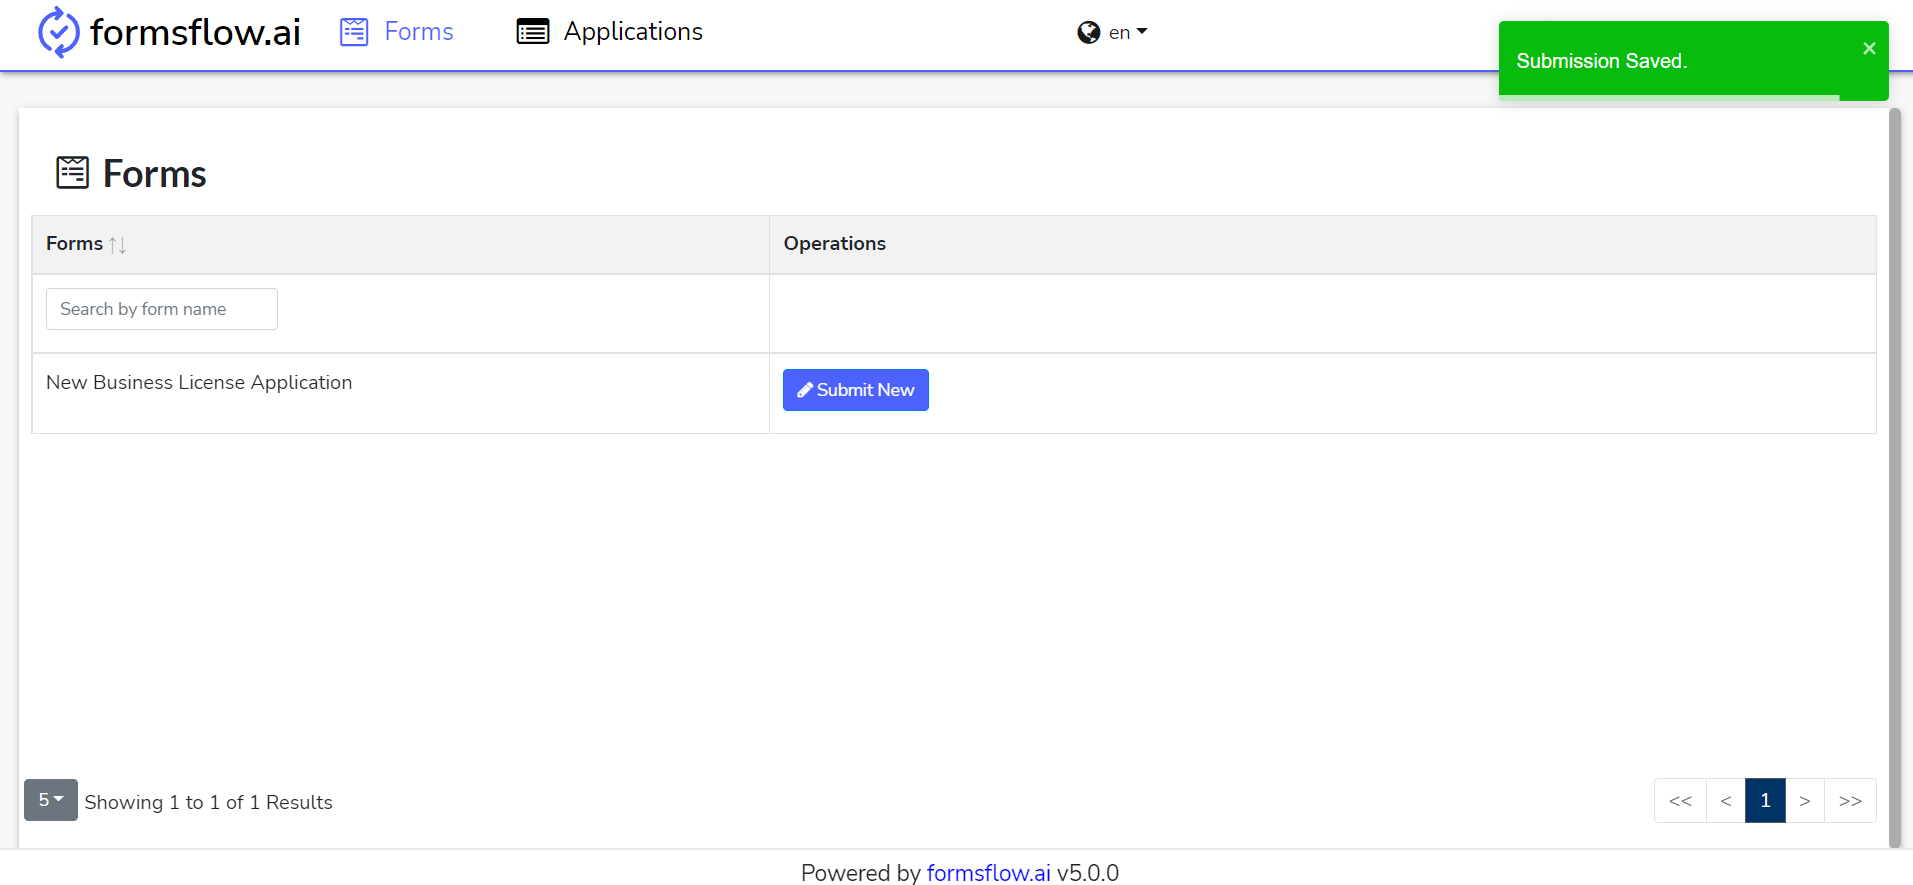 formsflow.ai
Forms
Applications
en
Submission Saved.
×
Forms
Forms ↑↓
Operations
Search by form name
New Business License Application
Submit New
5
Showing 1 to 1 of 1 Results
<< < 1 > >>
Powered by formsflow.ai v5.0.0